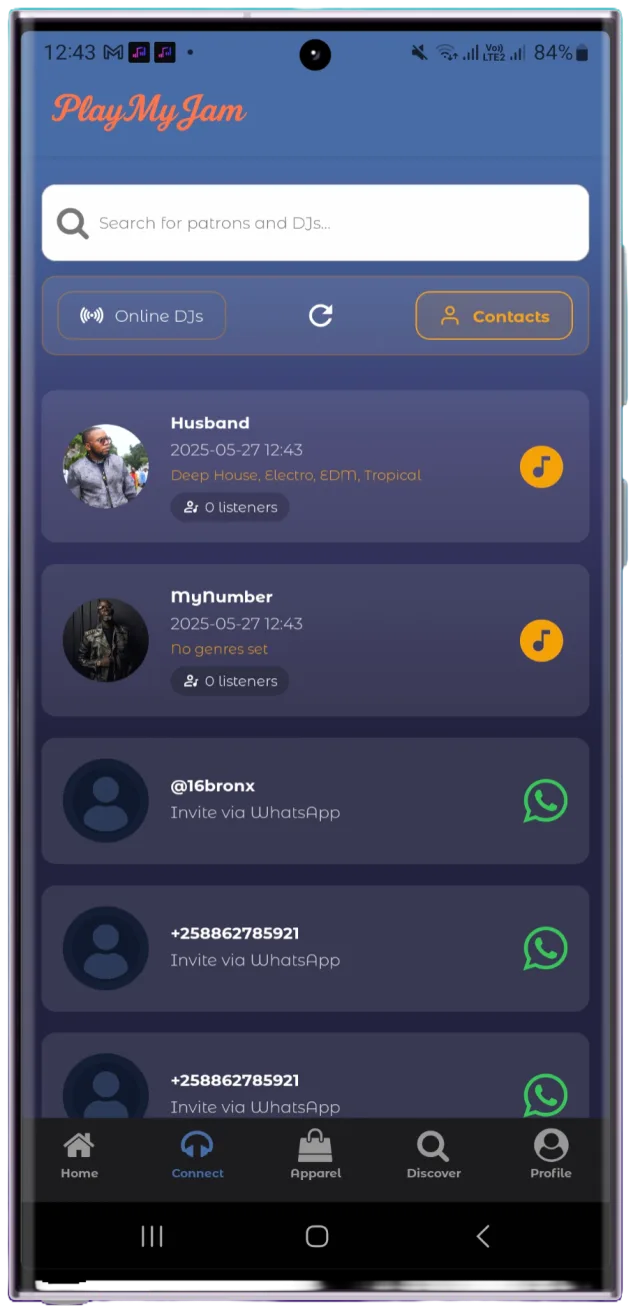 12:43
Vo))
LTE2
84%
PlayMyJam
Search for patrons and DJs...
Online DJs
Contacts
Husband
2025-05-27 12:43
Deep House, Electro, EDM, Tropical
0 listeners
MyNumber
2025-05-27 12:43
No genres set
0 listeners
@16bronx
Invite via WhatsApp
+258862785921
Invite via WhatsApp
+258862785921
Invite via WhatsApp
Home
Connect
Apparel
Discover
Profile